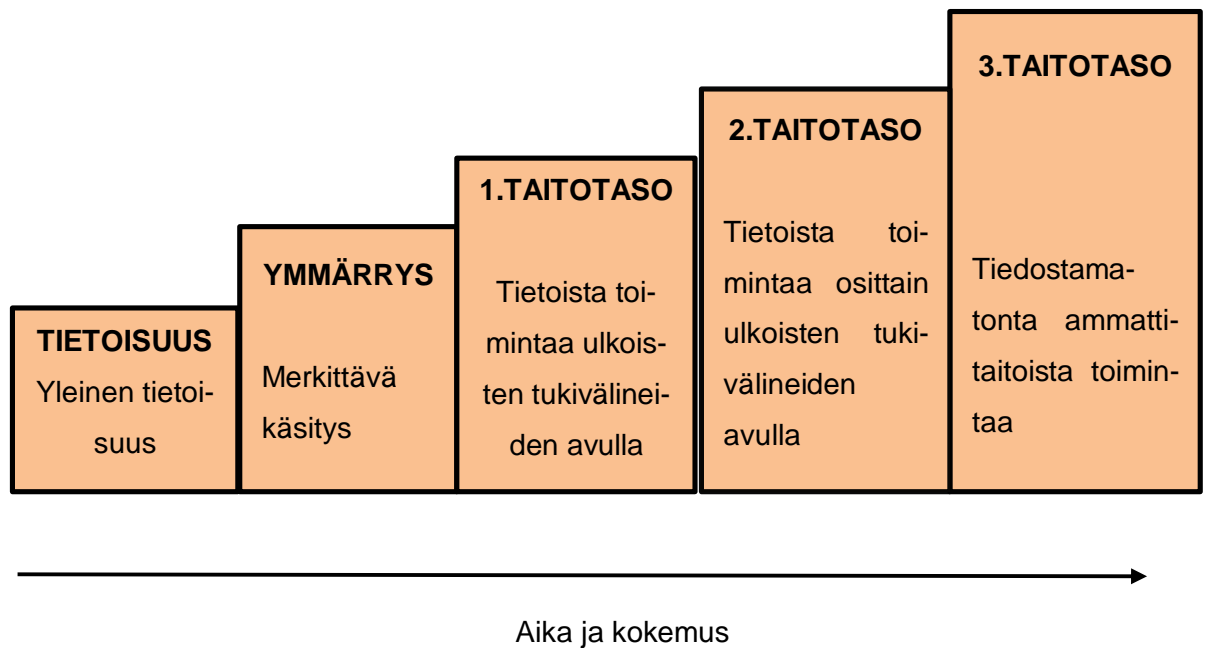 TIETOISUUS
Yleinen tietoi-
suus
YMMÄRRYS
Merkittävä
käsitys
1.TAITOTASO
Tietoista toi-
mintaa ulkois-
ten tukivälinei-
den avulla
2.TAITOTASO
Tietoista toi-
mintaa osittain
ulkoisten tuki-
välineiden
avulla
3.TAITOTASO
Tiedostama-
tonta ammatti-
taitoista toimin-
taa
Aika ja kokemus